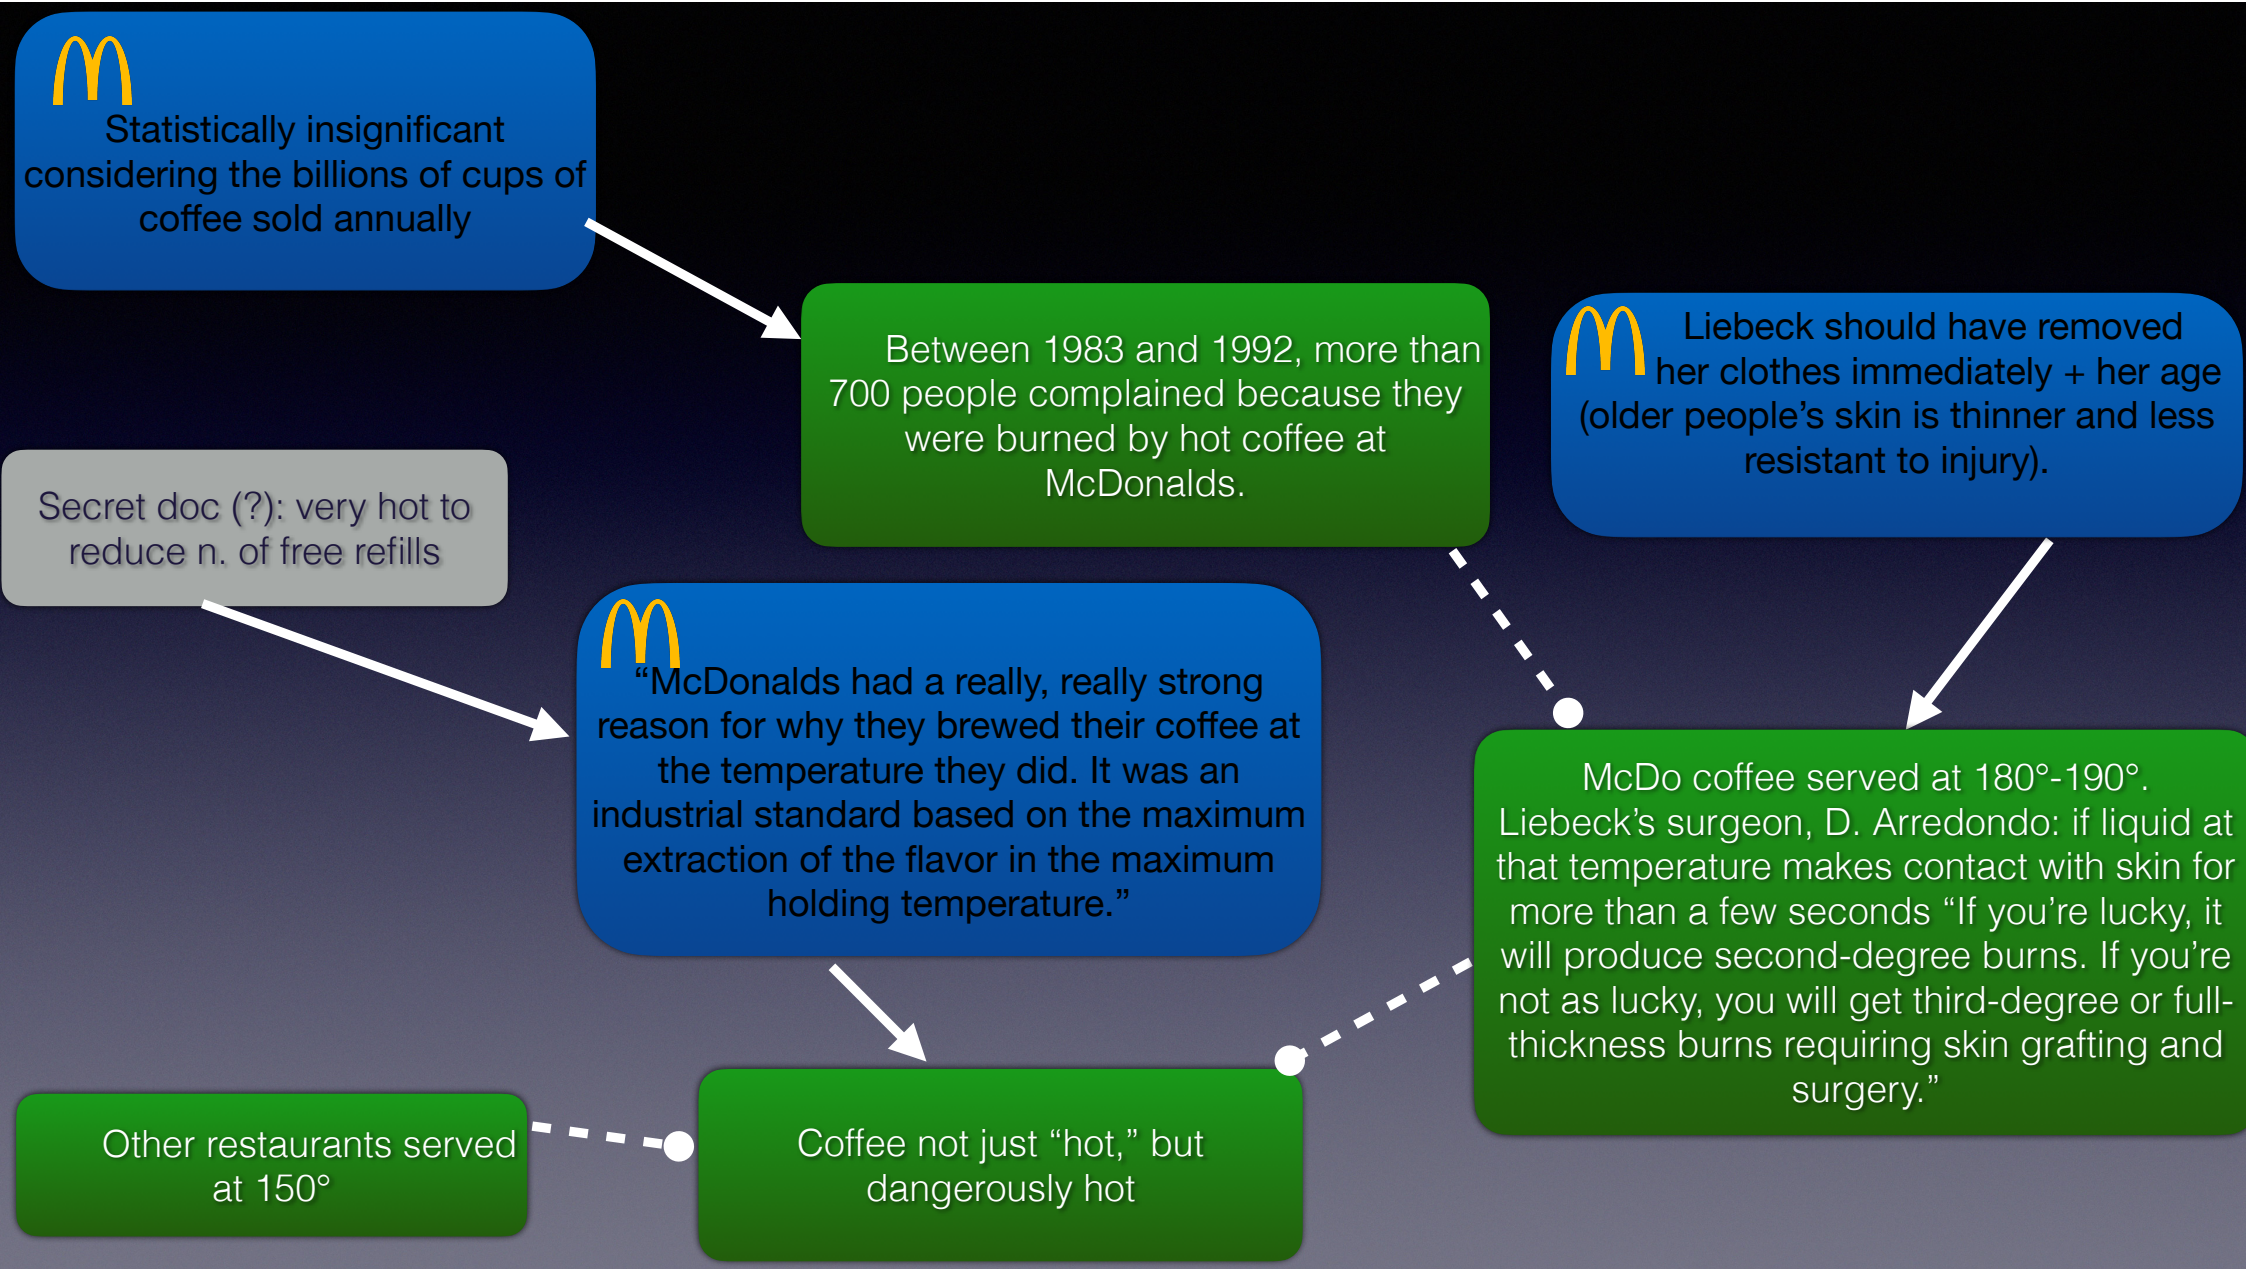 Statistically insignificant
considering the billions of cups of
coffee sold annually
Between 1983 and 1992, more than
700 people complained because they
were burned by hot coffee at
McDonalds.
Liebeck should have removed
her clothes immediately + her age
(older people’s skin is thinner and less
resistant to injury).
Secret doc (?): very hot to
reduce n. of free refills
“McDonalds had a really, really strong
reason for why they brewed their coffee at
the temperature they did. It was an
industrial standard based on the maximum
extraction of the flavor in the maximum
holding temperature.”
McDo coffee served at 180°-190°.
Liebeck’s surgeon, D. Arredondo: if liquid at
that temperature makes contact with skin for
more than a few seconds “If you’re lucky, it
will produce second-degree burns. If you’re
not as lucky, you will get third-degree or full-
thickness burns requiring skin grafting and
surgery.”
Other restaurants served
at 150°
Coffee not just “hot,” but
dangerously hot